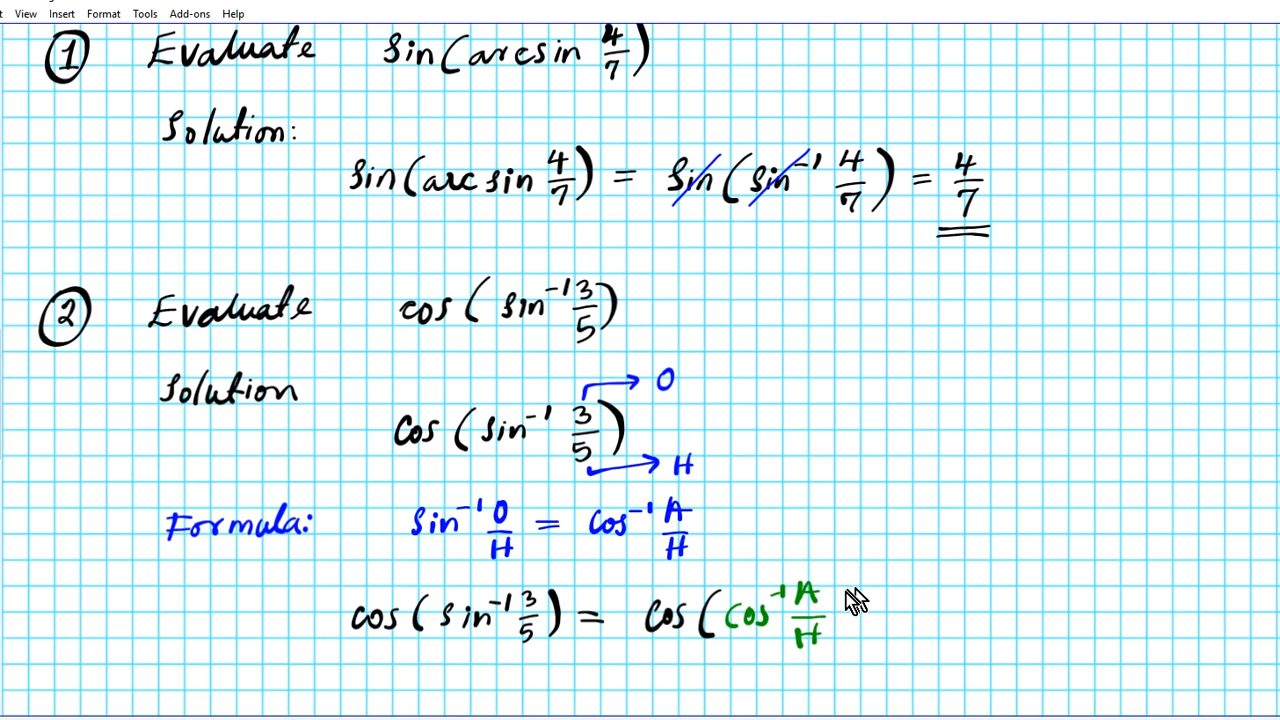 View Insert Format Tools Add-ons Help
① Evaluate sin(arcsin 4/7)
Solution:
sin(arcsin 4/7) = sin(sin⁻¹ 4/7) = 4/7
② Evaluate cos(sin⁻¹ 3/5)
Solution
O
cos(sin⁻¹ 3/5)
H
Formula: sin⁻¹ O/H = cos⁻¹ A/H
cos(sin⁻¹ 3/5) = cos(cos⁻¹ A/H